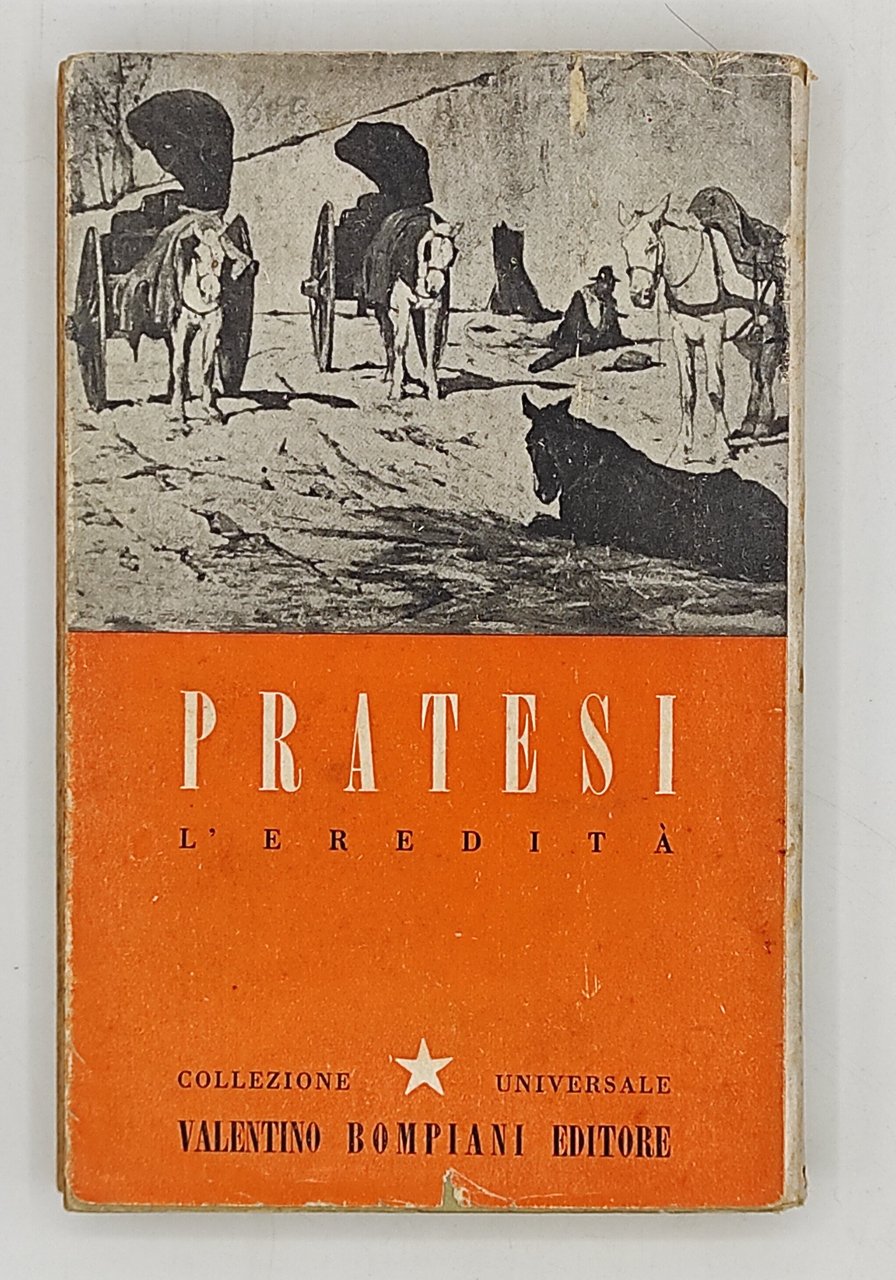 PRATESI
L'EREDITÀ
COLLEZIONE UNIVERSALE
VALENTINO BOMPIANI EDITORE